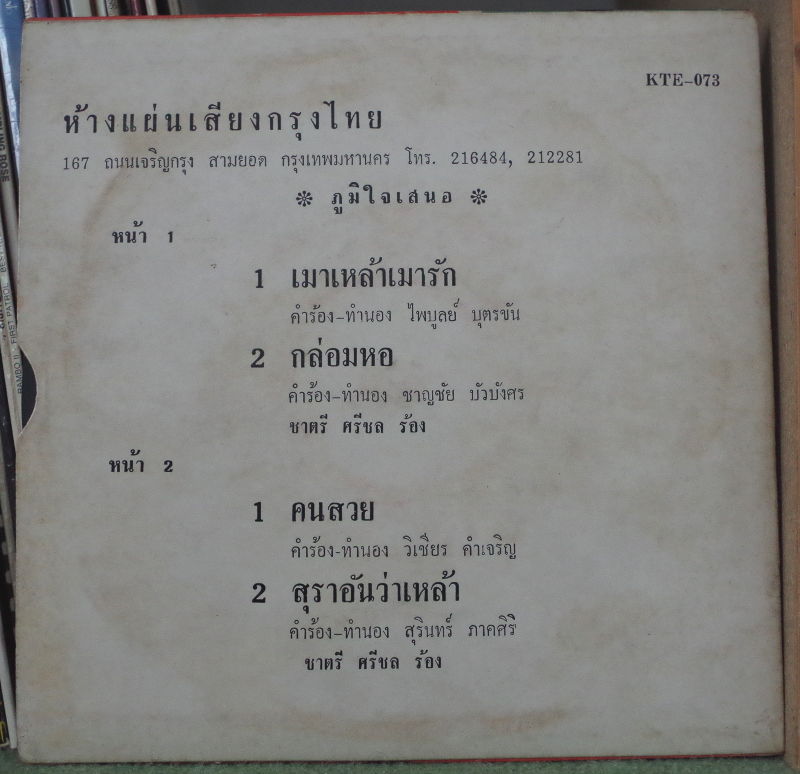 KTE-073
ห้างแผ่นเสียงกรุงไทย
167 ถนนเจริญกรุง สามยอด กรุงเทพมหานคร โทร. 216484, 212281
❊ ภูมิใจเสนอ ❊
หน้า 1
1 เมาเหล้าเมารัก
คำร้อง-ทำนอง ไพบูลย์ บุตรขัน
2 กล่อมหอ
คำร้อง-ทำนอง ชาญชัย บัวบังศร
ชาตรี ศรีชล ร้อง
หน้า 2
1 คนสวย
คำร้อง-ทำนอง วิเชียร คำเจริญ
2 สุราอันว่าเหล้า
คำร้อง-ทำนอง สุรินทร์ ภาคศิริ
ชาตรี ศรีชล ร้อง
RAMBO II FIRST PATROL